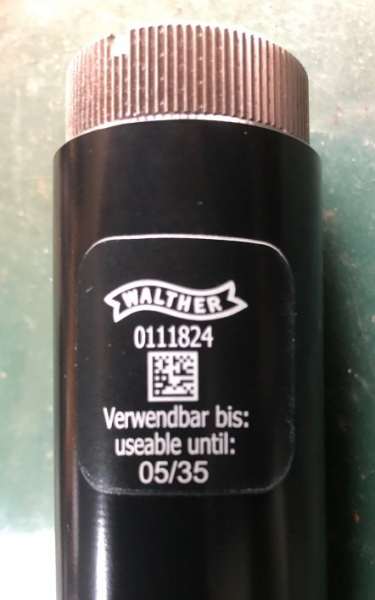 WALTHER
0111824
Verwendbar bis:
useable until:
05/35